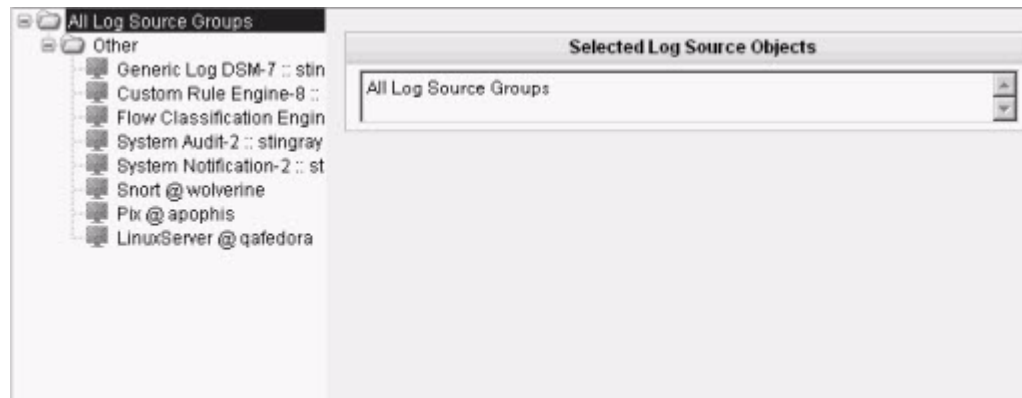 All Log Source Groups
Other
Generic Log DSM-7 :: stin
Custom Rule Engine-8 ::
Flow Classification Engin
System Audit-2 :: stingray
System Notification-2 :: st
Snort @ wolverine
Pix @ apophis
LinuxServer @ qafedora
Selected Log Source Objects
All Log Source Groups